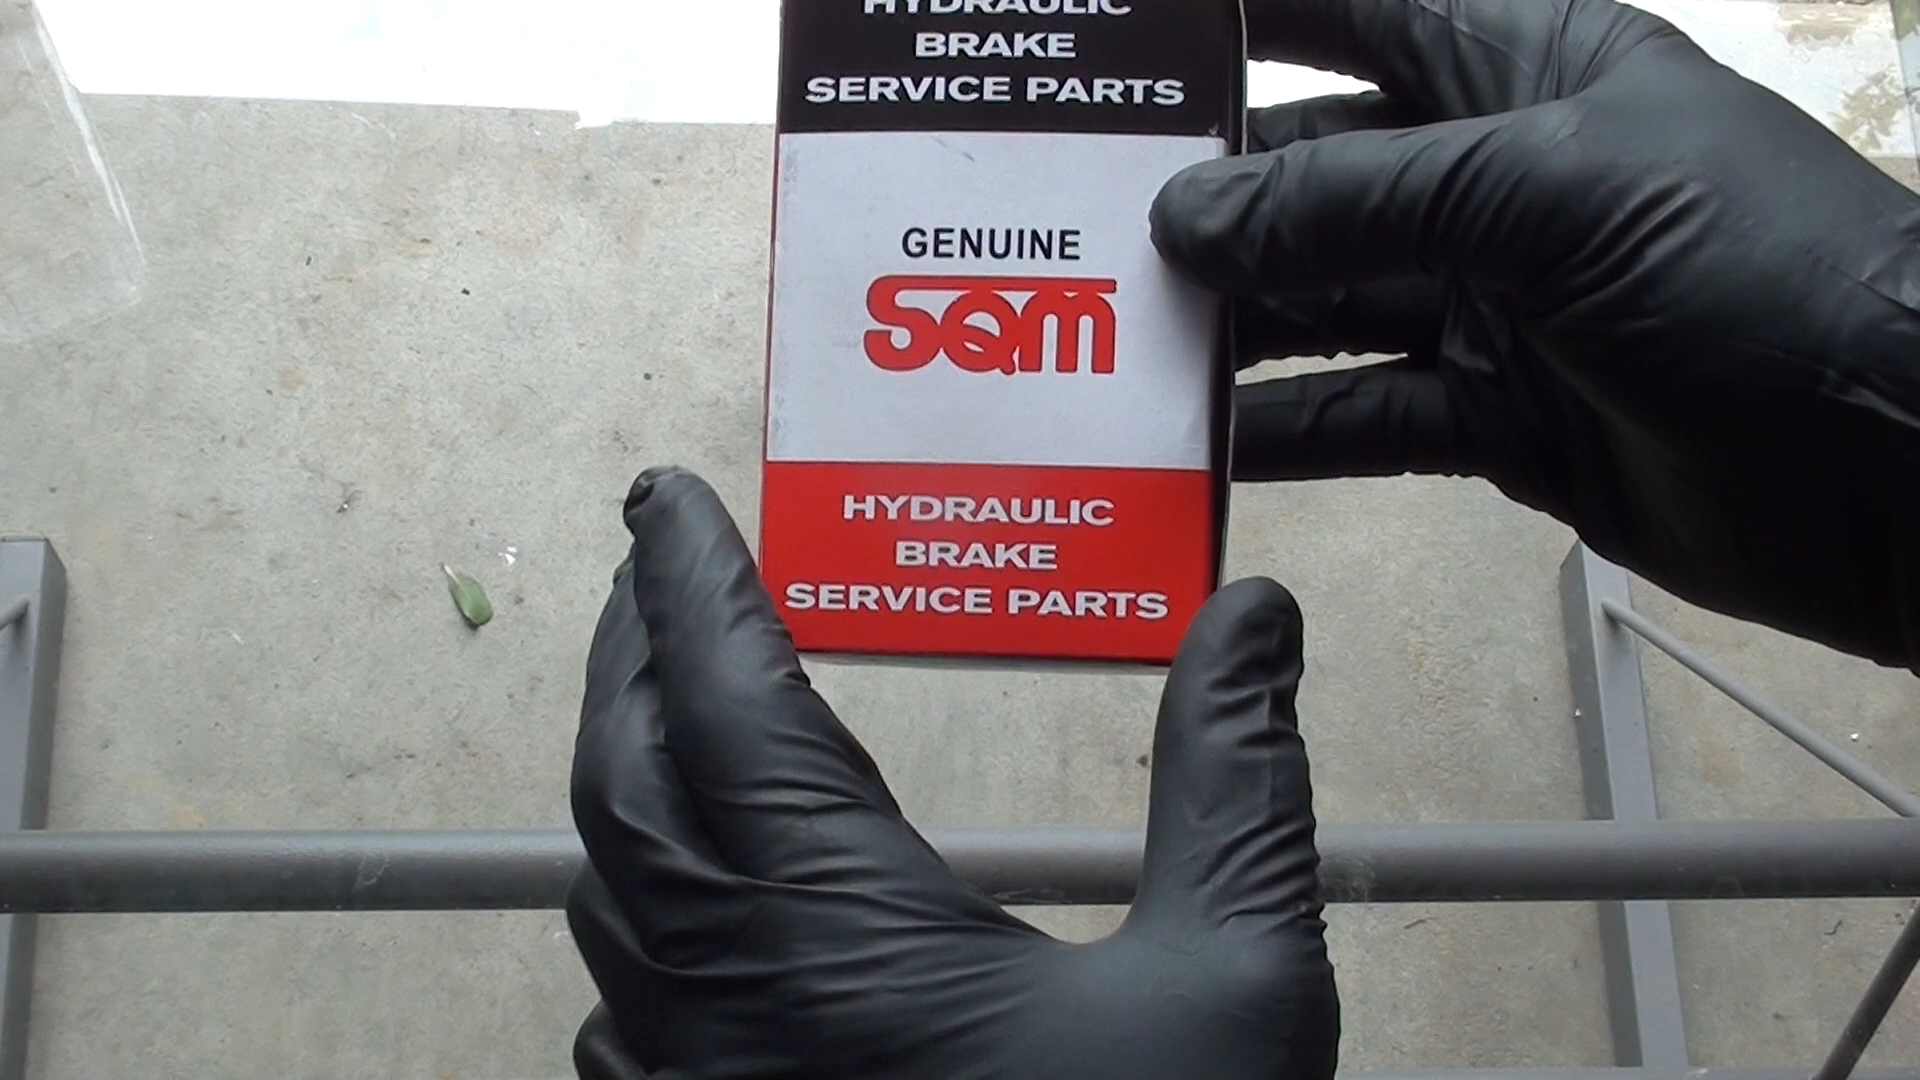 HYDRAULIC
BRAKE
SERVICE PARTS
GENUINE
SQM
HYDRAULIC
BRAKE
SERVICE PARTS